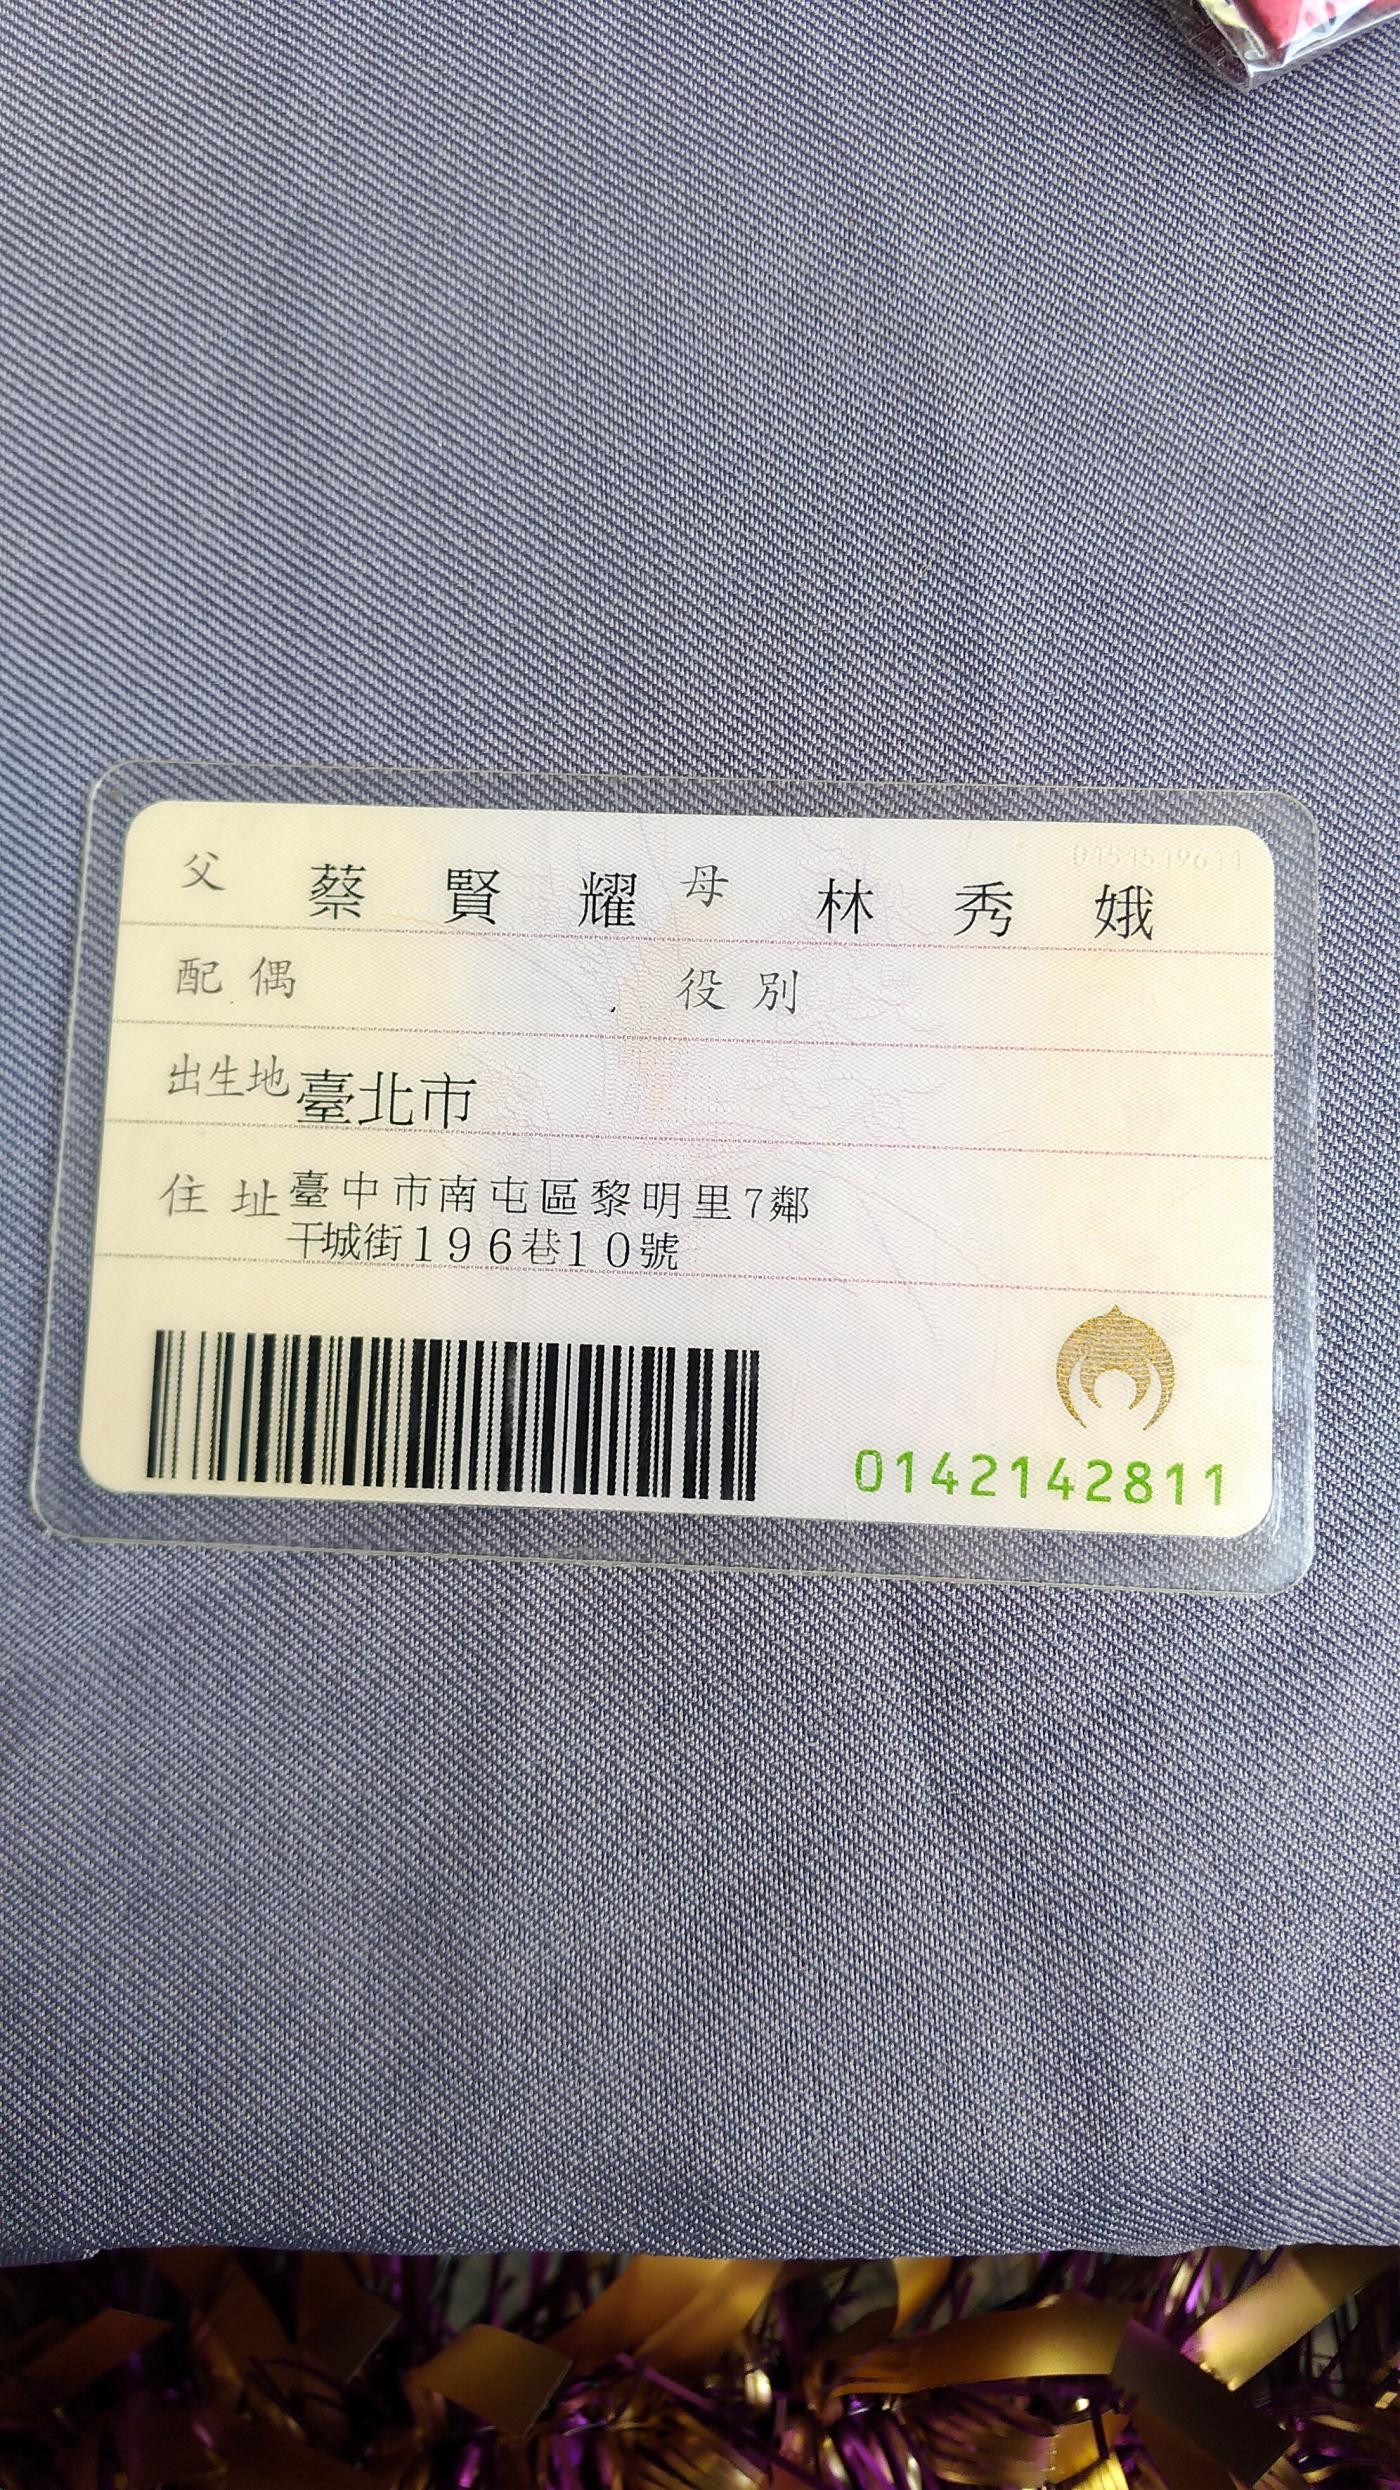 0151519611
父 蔡賢耀 母 林秀娥
配偶 役別
出生地 臺北市
住址 臺中市南屯區黎明里7鄰
干城街196巷10號
0142142811